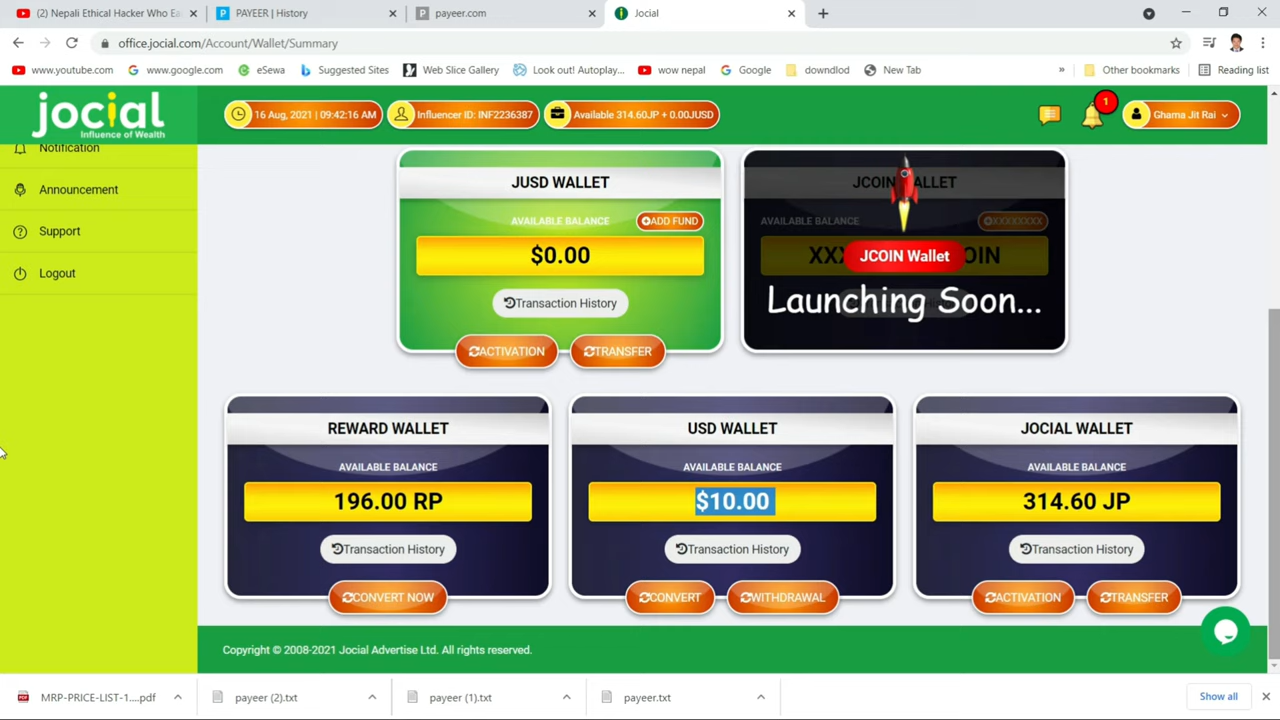 (2) Nepali Ethical Hacker Who Ea
PAYEER | History
payeer.com
Jocial
office.jocial.com/Account/Wallet/Summary
www.youtube.com
www.google.com
eSewa
Suggested Sites
Web Slice Gallery
Look out! Autoplay...
wow nepal
Google
downdlod
New Tab
»
Other bookmarks
Reading list
jocial
Influence of Wealth
16 Aug, 2021 | 09:42:16 AM
Influencer ID: INF2236387
Available 314.60JP + 0.00JUSD
1
Ghama Jit Rai
Notification
Announcement
Support
Logout
JUSD WALLET
AVAILABLE BALANCE
ADD FUND
$0.00
Transaction History
ACTIVATION
TRANSFER
JCOIN WALLET
AVAILABLE BALANCE
JCOIN Wallet
Launching Soon...
REWARD WALLET
AVAILABLE BALANCE
196.00 RP
Transaction History
CONVERT NOW
USD WALLET
AVAILABLE BALANCE
$10.00
Transaction History
CONVERT
WITHDRAWAL
JOCIAL WALLET
AVAILABLE BALANCE
314.60 JP
Transaction History
ACTIVATION
TRANSFER
Copyright © 2008-2021 Jocial Advertise Ltd. All rights reserved.
MRP-PRICE-LIST-1....pdf
payeer (2).txt
payeer (1).txt
payeer.txt
Show all